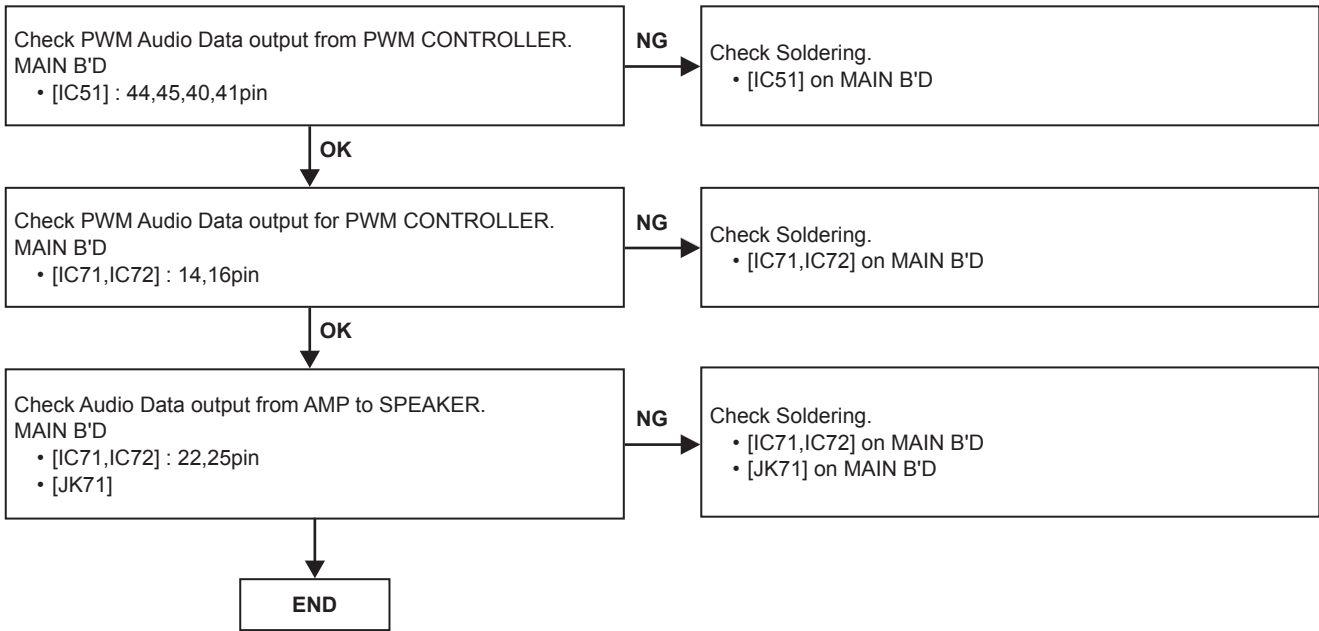 Check PWM Audio Data output from PWM CONTROLLER.
MAIN B'D
• [IC51] : 44,45,40,41pin
NG
Check Soldering.
• [IC51] on MAIN B'D
OK
Check PWM Audio Data output for PWM CONTROLLER.
MAIN B'D
• [IC71,IC72] : 14,16pin
NG
Check Soldering.
• [IC71,IC72] on MAIN B'D
OK
Check Audio Data output from AMP to SPEAKER.
MAIN B'D
• [IC71,IC72] : 22,25pin
• [JK71]
NG
Check Soldering.
• [IC71,IC72] on MAIN B'D
• [JK71] on MAIN B'D
END